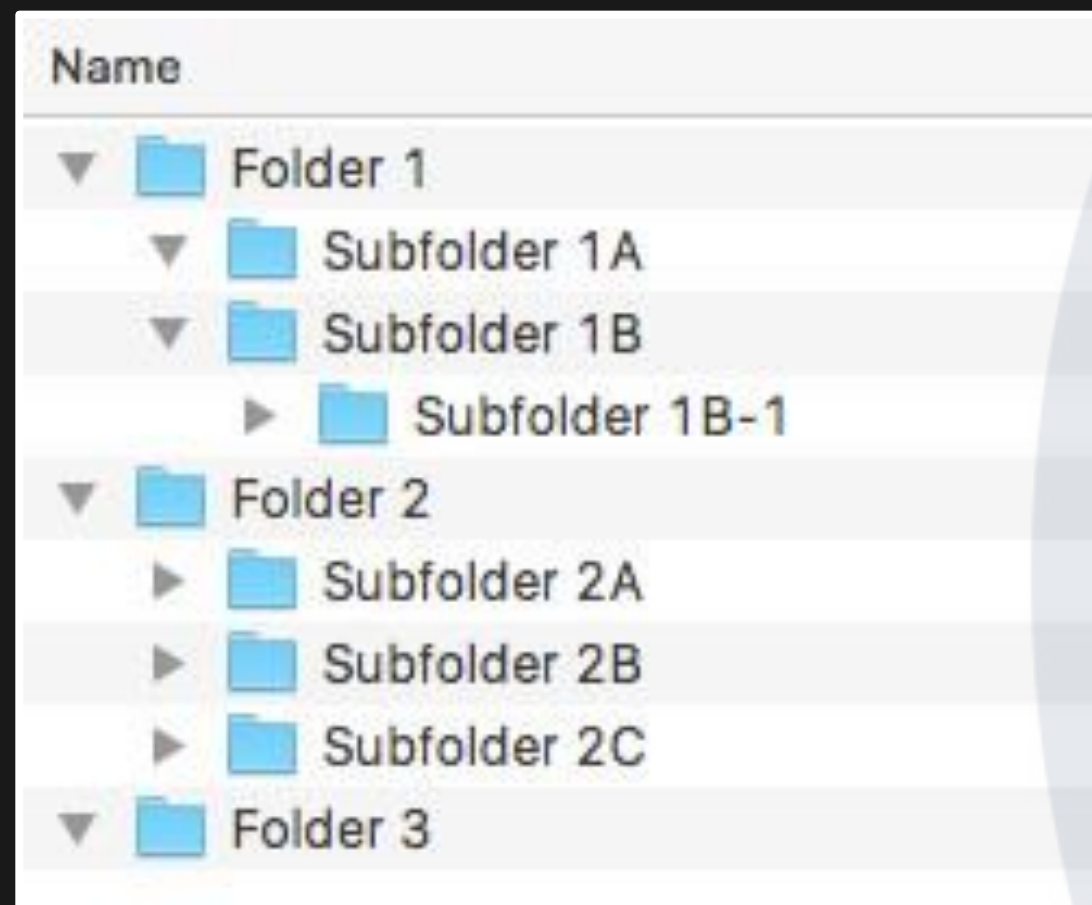 Name
Folder 1
Subfolder 1A
Subfolder 1B
Subfolder 1B-1
Folder 2
Subfolder 2A
Subfolder 2B
Subfolder 2C
Folder 3